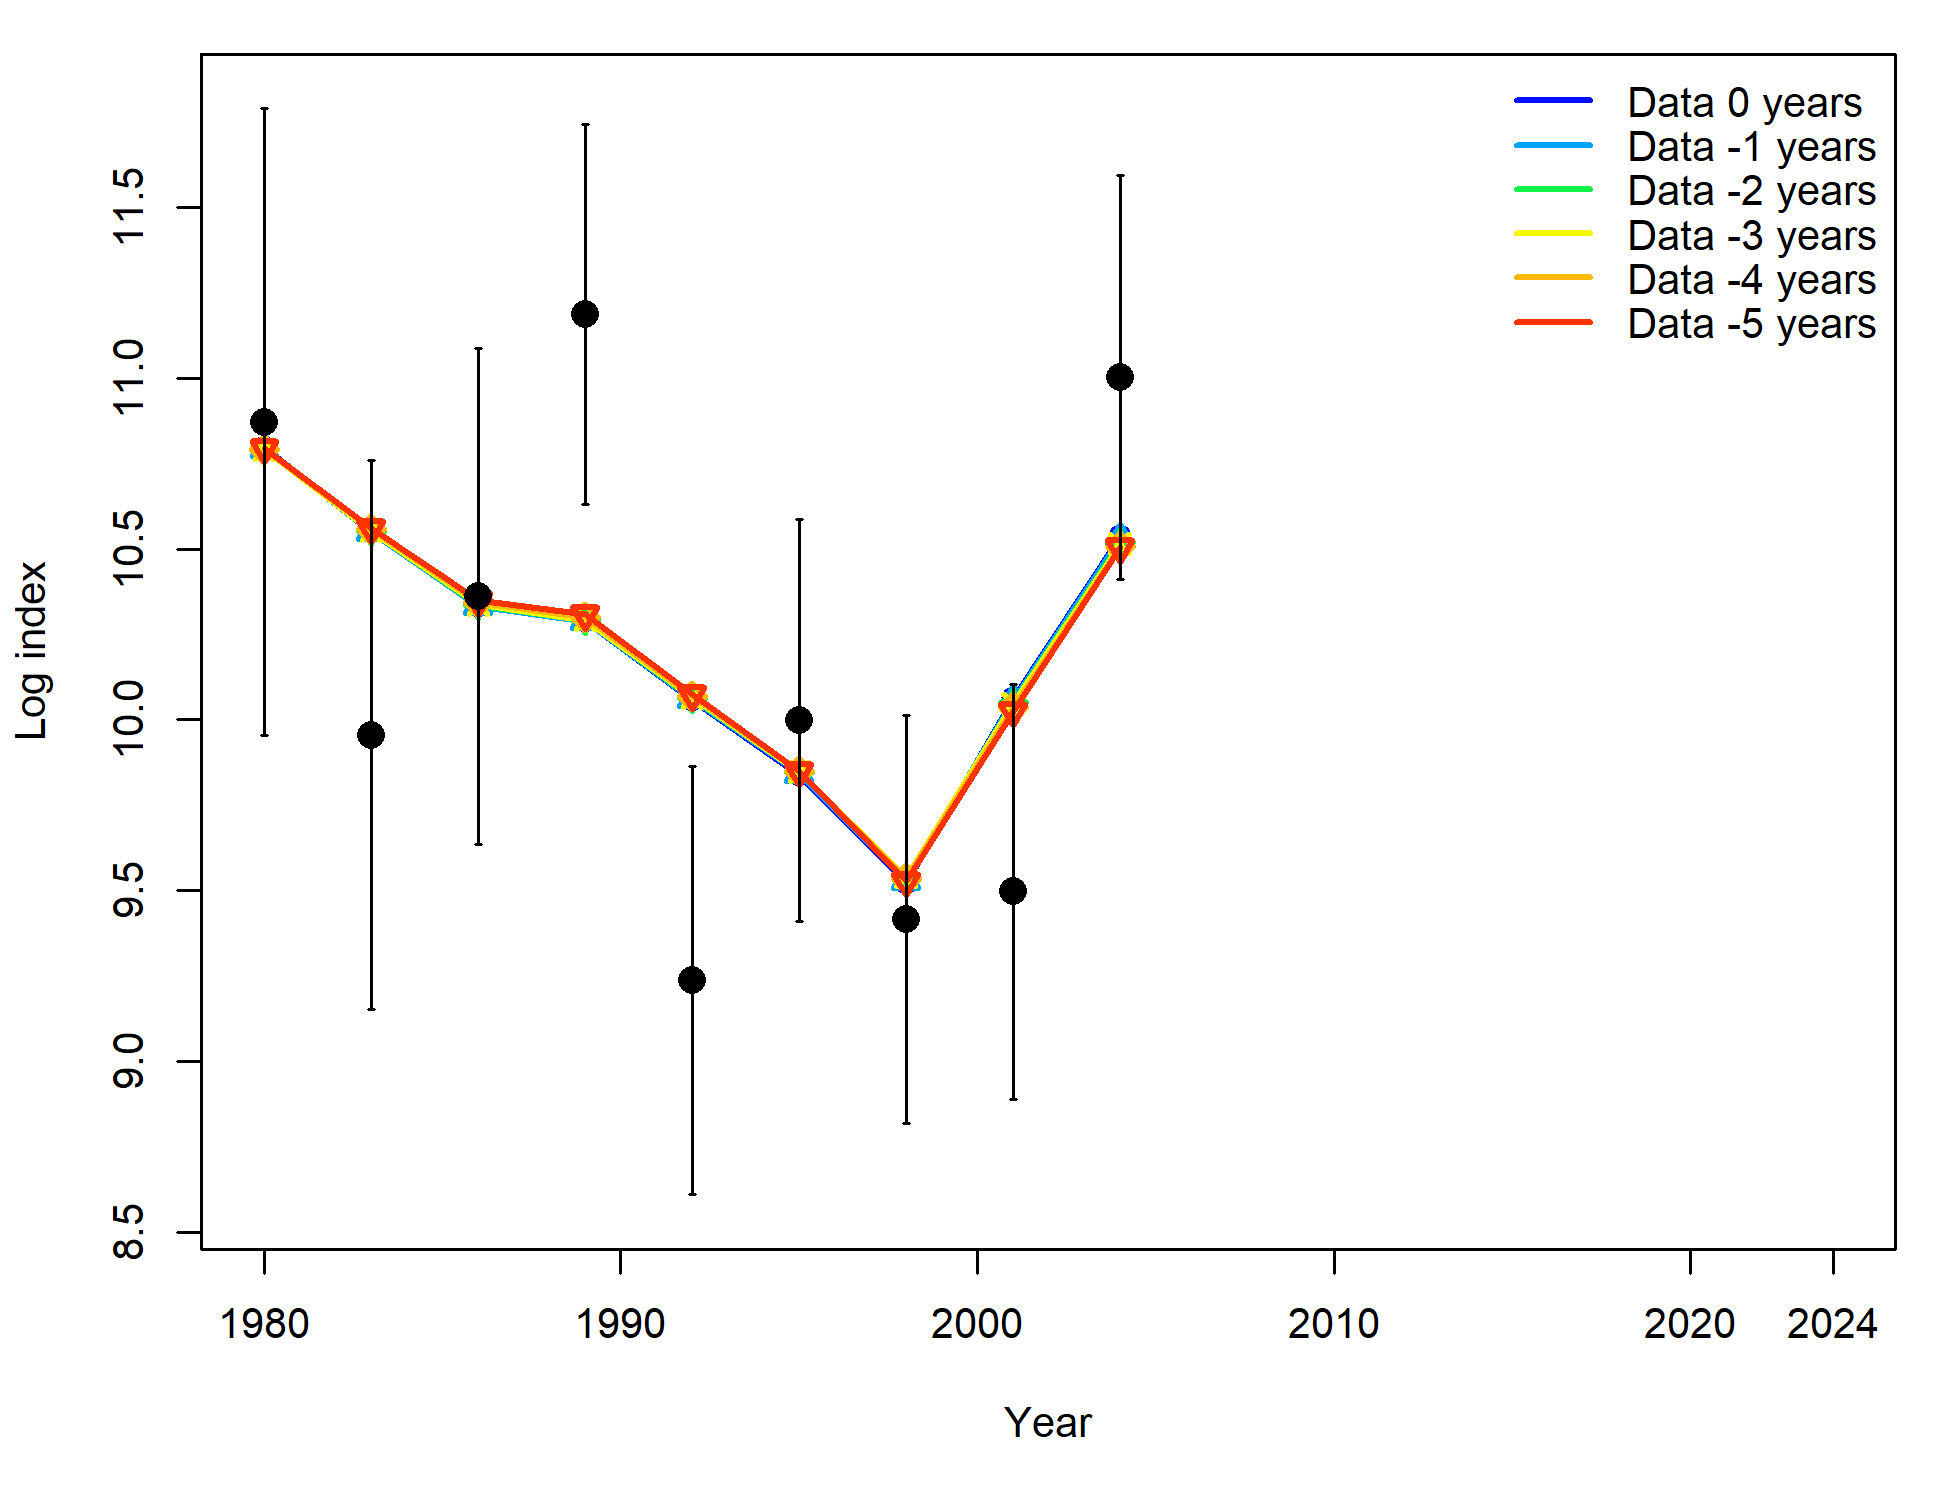 Data 0 years
Data -1 years
Data -2 years
Data -3 years
Data -4 years
Data -5 years
Log index
11.5
11.0
10.5
10.0
9.5
9.0
8.5
1980 1990 2000 2010 2020 2024
Year